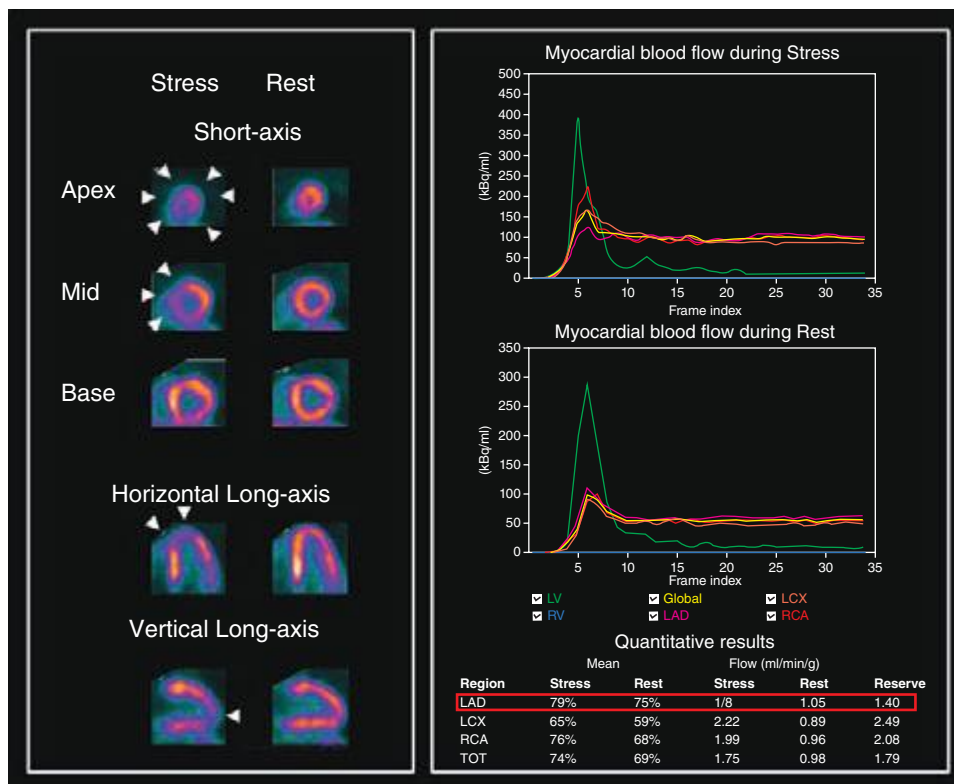 Stress Rest
Short-axis
Apex
Mid
Base
Horizontal Long-axis
Vertical Long-axis
Myocardial blood flow during Stress
500
450
400
350
300
250
200
150
100
50
0
(kBq/ml)
5 10 15 20 25 30 35
Frame index
Myocardial blood flow during Rest
350
300
250
200
150
100
50
0
(kBq/ml)
5 10 15 20 25 30 35
Frame index
LV Global LCX
RV LAD RCA
Quantitative results
Mean Flow (ml/min/g)
Region Stress Rest Stress Rest Reserve
LAD 79% 75% 1/8 1.05 1.40
LCX 65% 59% 2.22 0.89 2.49
RCA 76% 68% 1.99 0.96 2.08
TOT 74% 69% 1.75 0.98 1.79